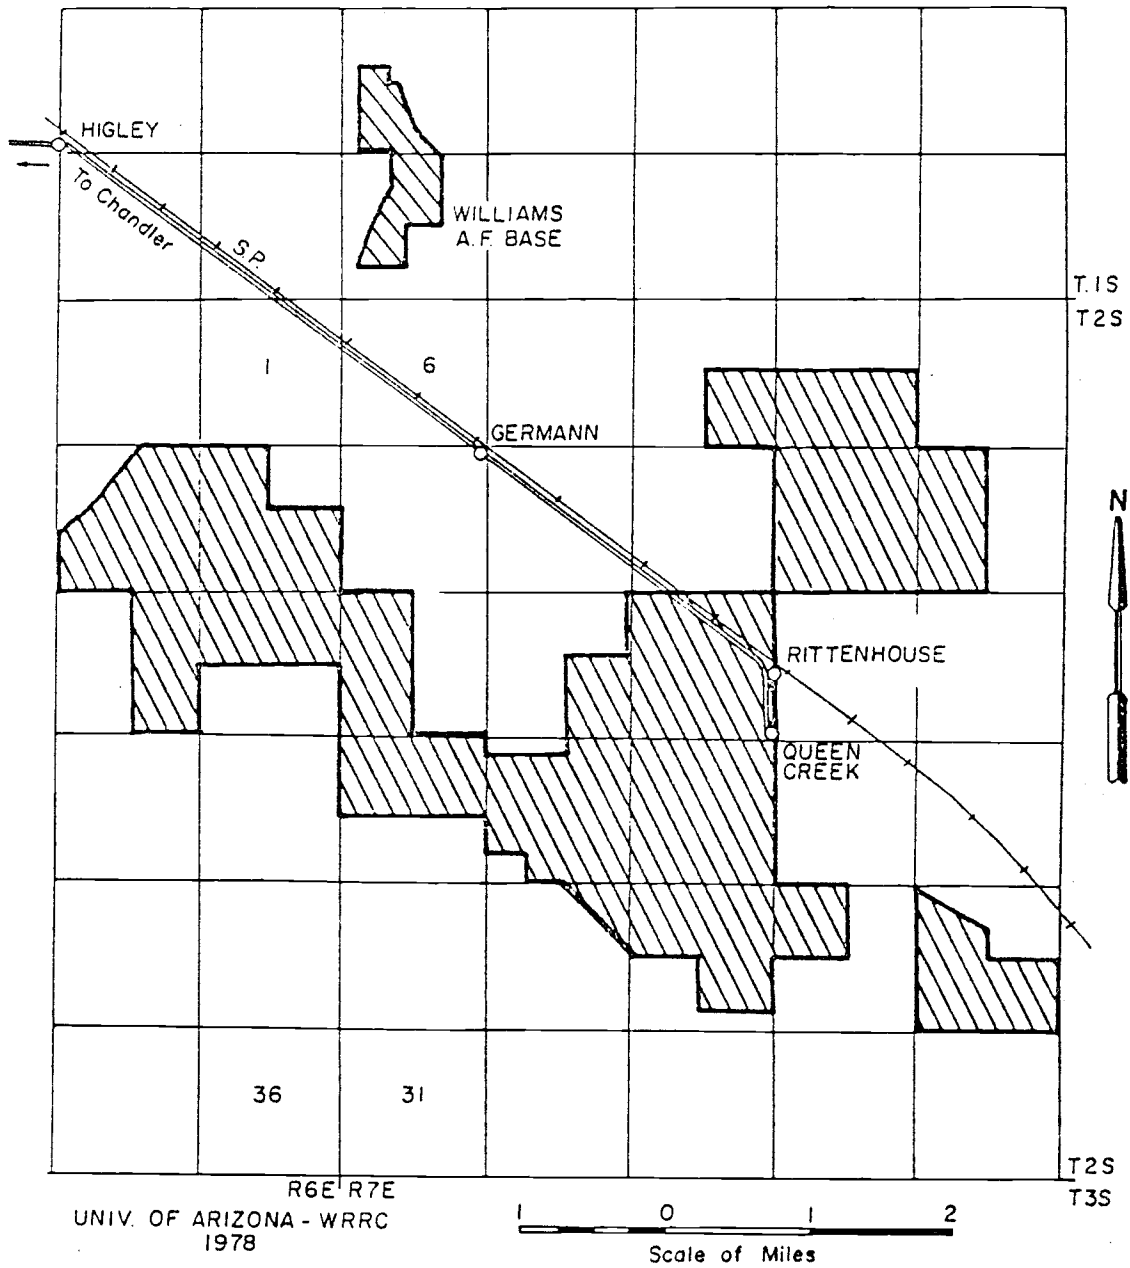 HIGLEY
To Chandler
S.P.
WILLIAMS
A.F. BASE
T.1S
T2S
1
6
GERMANN
N
RITTENHOUSE
QUEEN
CREEK
36
31
T2S
T3S
R6E R7E
UNIV. OF ARIZONA - WRRC
1978
1 0 1 2
Scale of Miles